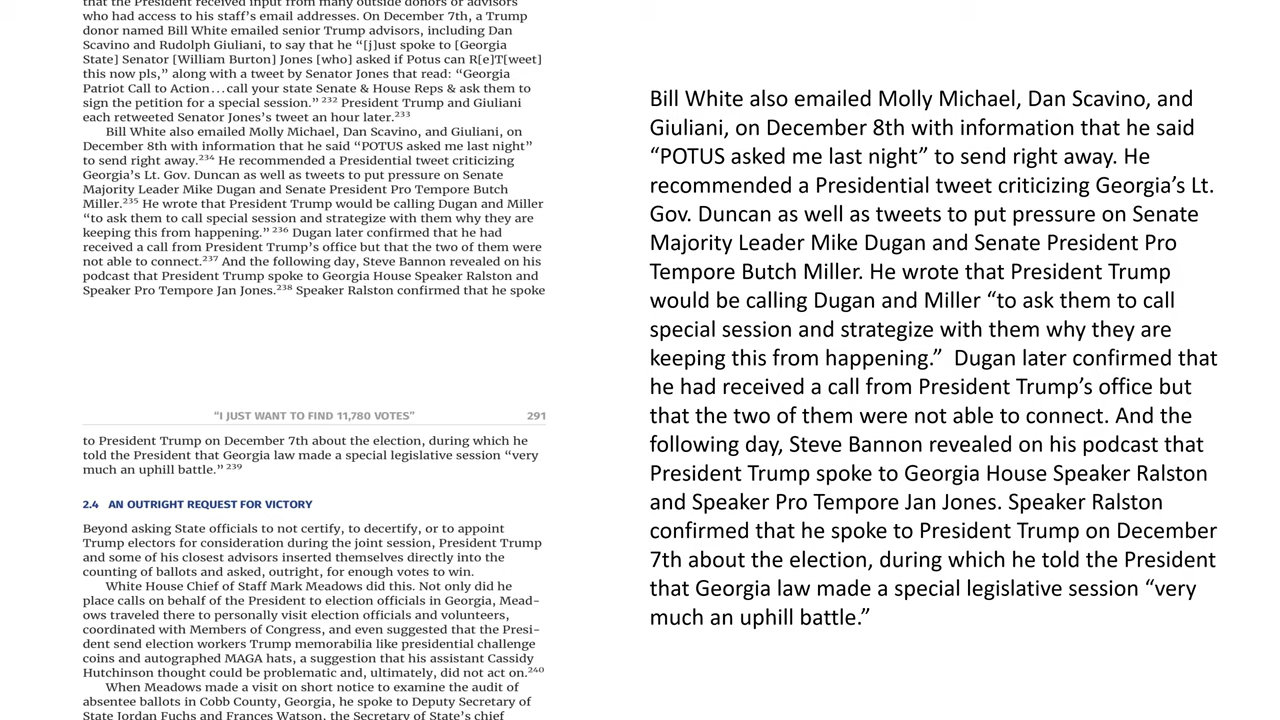 that the President received input from many outside donors or advisors
who had access to his staff's email addresses. On December 7th, a Trump
donor named Bill White emailed senior Trump advisors, including Dan
Scavino and Rudolph Giuliani, to say that he “[j]ust spoke to [Georgia
State] Senator [William Burton] Jones [who] asked if Potus can R[e]T[weet]
this now pls,” along with a tweet by Senator Jones that read: “Georgia
Patriot Call to Action...call your state Senate & House Reps & ask them to
sign the petition for a special session.” 232 President Trump and Giuliani
each retweeted Senator Jones's tweet an hour later.233
Bill White also emailed Molly Michael, Dan Scavino, and Giuliani, on
December 8th with information that he said “POTUS asked me last night”
to send right away.234 He recommended a Presidential tweet criticizing
Georgia's Lt. Gov. Duncan as well as tweets to put pressure on Senate
Majority Leader Mike Dugan and Senate President Pro Tempore Butch
Miller.235 He wrote that President Trump would be calling Dugan and Miller
“to ask them to call special session and strategize with them why they are
keeping this from happening.” 236 Dugan later confirmed that he had
received a call from President Trump's office but that the two of them were
not able to connect.237 And the following day, Steve Bannon revealed on his
podcast that President Trump spoke to Georgia House Speaker Ralston and
Speaker Pro Tempore Jan Jones.238 Speaker Ralston confirmed that he spoke
“I JUST WANT TO FIND 11,780 VOTES” 291
to President Trump on December 7th about the election, during which he
told the President that Georgia law made a special legislative session “very
much an uphill battle.” 239
2.4 AN OUTRIGHT REQUEST FOR VICTORY
Beyond asking State officials to not certify, to decertify, or to appoint
Trump electors for consideration during the joint session, President Trump
and some of his closest advisors inserted themselves directly into the
counting of ballots and asked, outright, for enough votes to win.
White House Chief of Staff Mark Meadows did this. Not only did he
place calls on behalf of the President to election officials in Georgia, Mead-
ows traveled there to personally visit election officials and volunteers,
coordinated with Members of Congress, and even suggested that the Presi-
dent send election workers Trump memorabilia like presidential challenge
coins and autographed MAGA hats, a suggestion that his assistant Cassidy
Hutchinson thought could be problematic and, ultimately, did not act on.240
When Meadows made a visit on short notice to examine the audit of
absentee ballots in Cobb County, Georgia, he spoke to Deputy Secretary of
State Jordan Fuchs and Frances Watson, the Secretary of State's chief
Bill White also emailed Molly Michael, Dan Scavino, and
Giuliani, on December 8th with information that he said
“POTUS asked me last night” to send right away. He
recommended a Presidential tweet criticizing Georgia's Lt.
Gov. Duncan as well as tweets to put pressure on Senate
Majority Leader Mike Dugan and Senate President Pro
Tempore Butch Miller. He wrote that President Trump
would be calling Dugan and Miller “to ask them to call
special session and strategize with them why they are
keeping this from happening.”  Dugan later confirmed that
he had received a call from President Trump's office but
that the two of them were not able to connect. And the
following day, Steve Bannon revealed on his podcast that
President Trump spoke to Georgia House Speaker Ralston
and Speaker Pro Tempore Jan Jones. Speaker Ralston
confirmed that he spoke to President Trump on December
7th about the election, during which he told the President
that Georgia law made a special legislative session “very
much an uphill battle.”